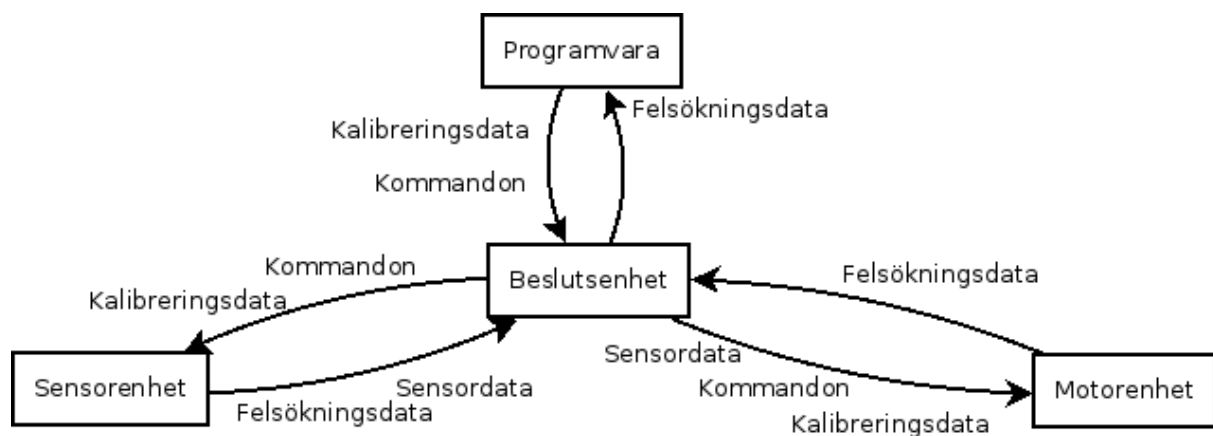 Programvara
Felsökningsdata
Kalibreringsdata
Kommandon
Kommandon
Beslutsenhet
Felsökningsdata
Kalibreringsdata
Sensordata
Sensorenhet
Sensordata
Kommandon
Motorenhet
Felsökningsdata
Kalibreringsdata